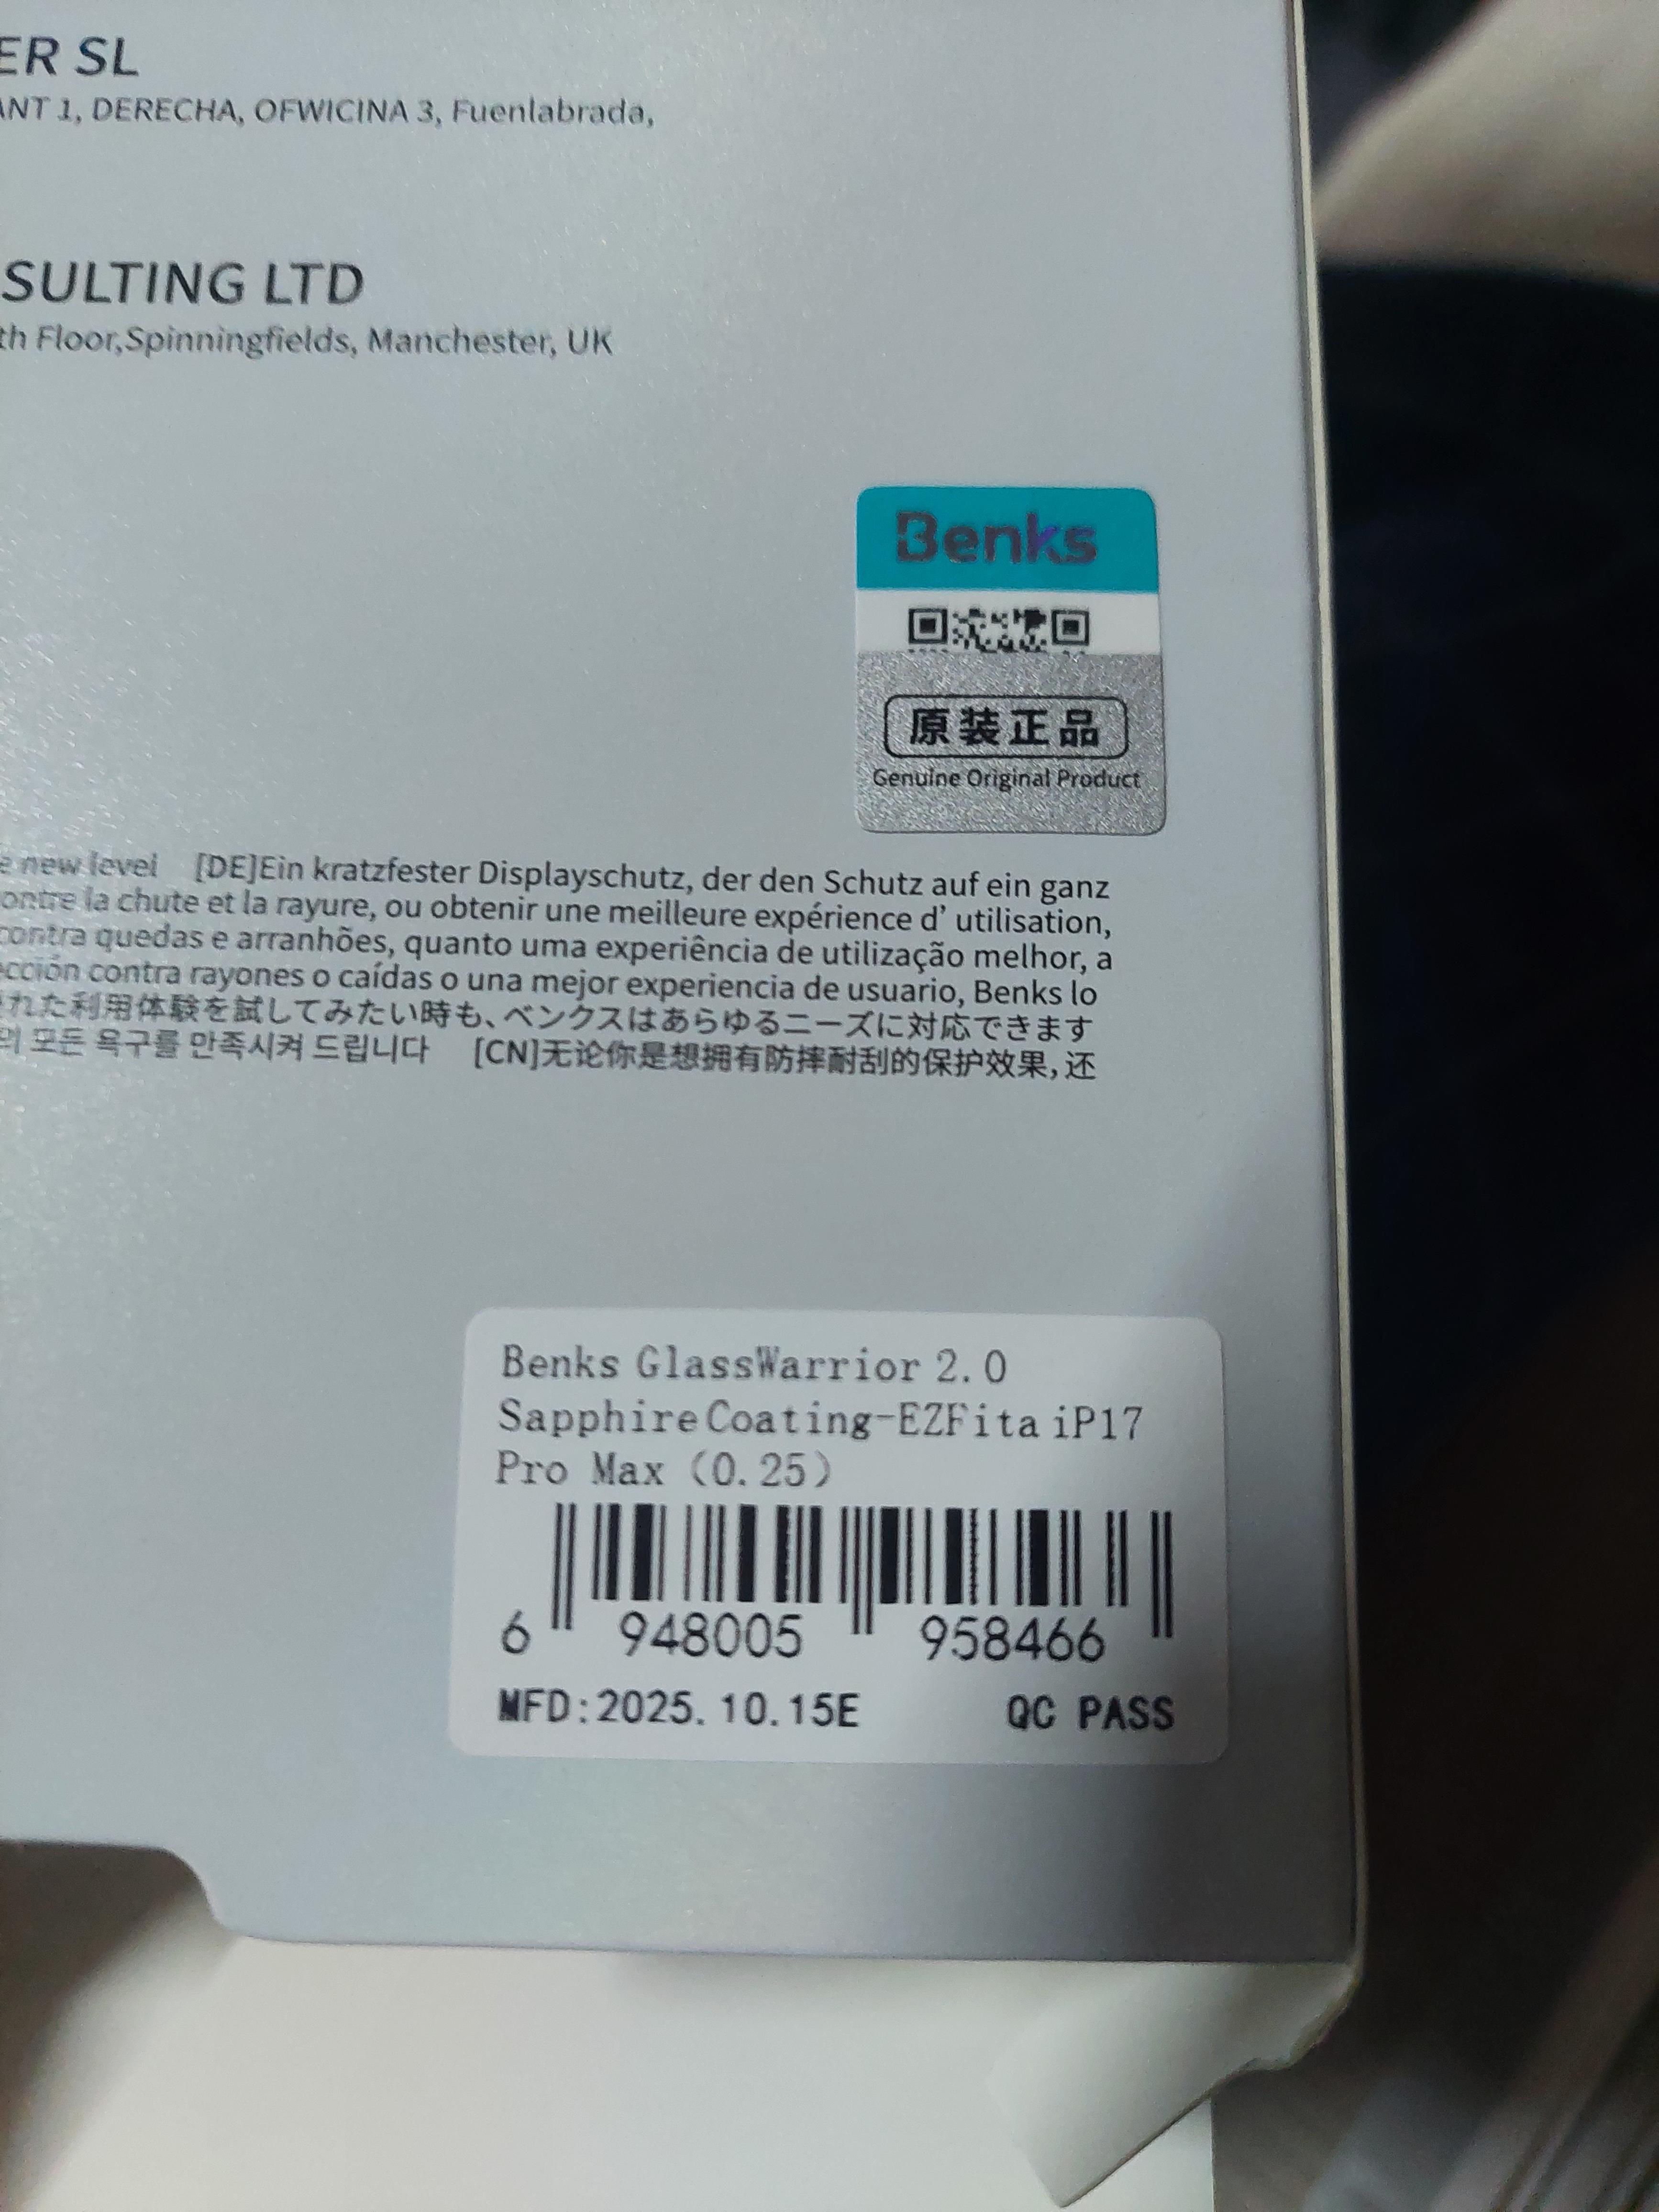 ER SL
ANT 1, DERECHA, OFWICINA 3, Fuenlabrada,
SULTING LTD
th Floor,Spinningfields, Manchester, UK
Benks
原装正品
Genuine Original Product
e new level [DE]Ein kratzfester Displayschutz, der den Schutz auf ein ganz
ontre la chute et la rayure, ou obtenir une meilleure expérience d’ utilisation,
contra quedas e arranhões, quanto uma experiência de utilização melhor, a
cción contra rayones o caídas o una mejor experiencia de usuario, Benks lo
れた利用体験を試してみたい時も、ベンクスはあらゆるニーズに対応できます
의 모든 욕구를 만족시켜 드립니다 [CN]无论你是想拥有防摔耐刮的保护效果，还
Benks GlassWarrior 2.0
Sapphire Coating-EZFita iP17
Pro Max（0.25）
6 948005 958466
MFD:2025.10.15E QC PASS